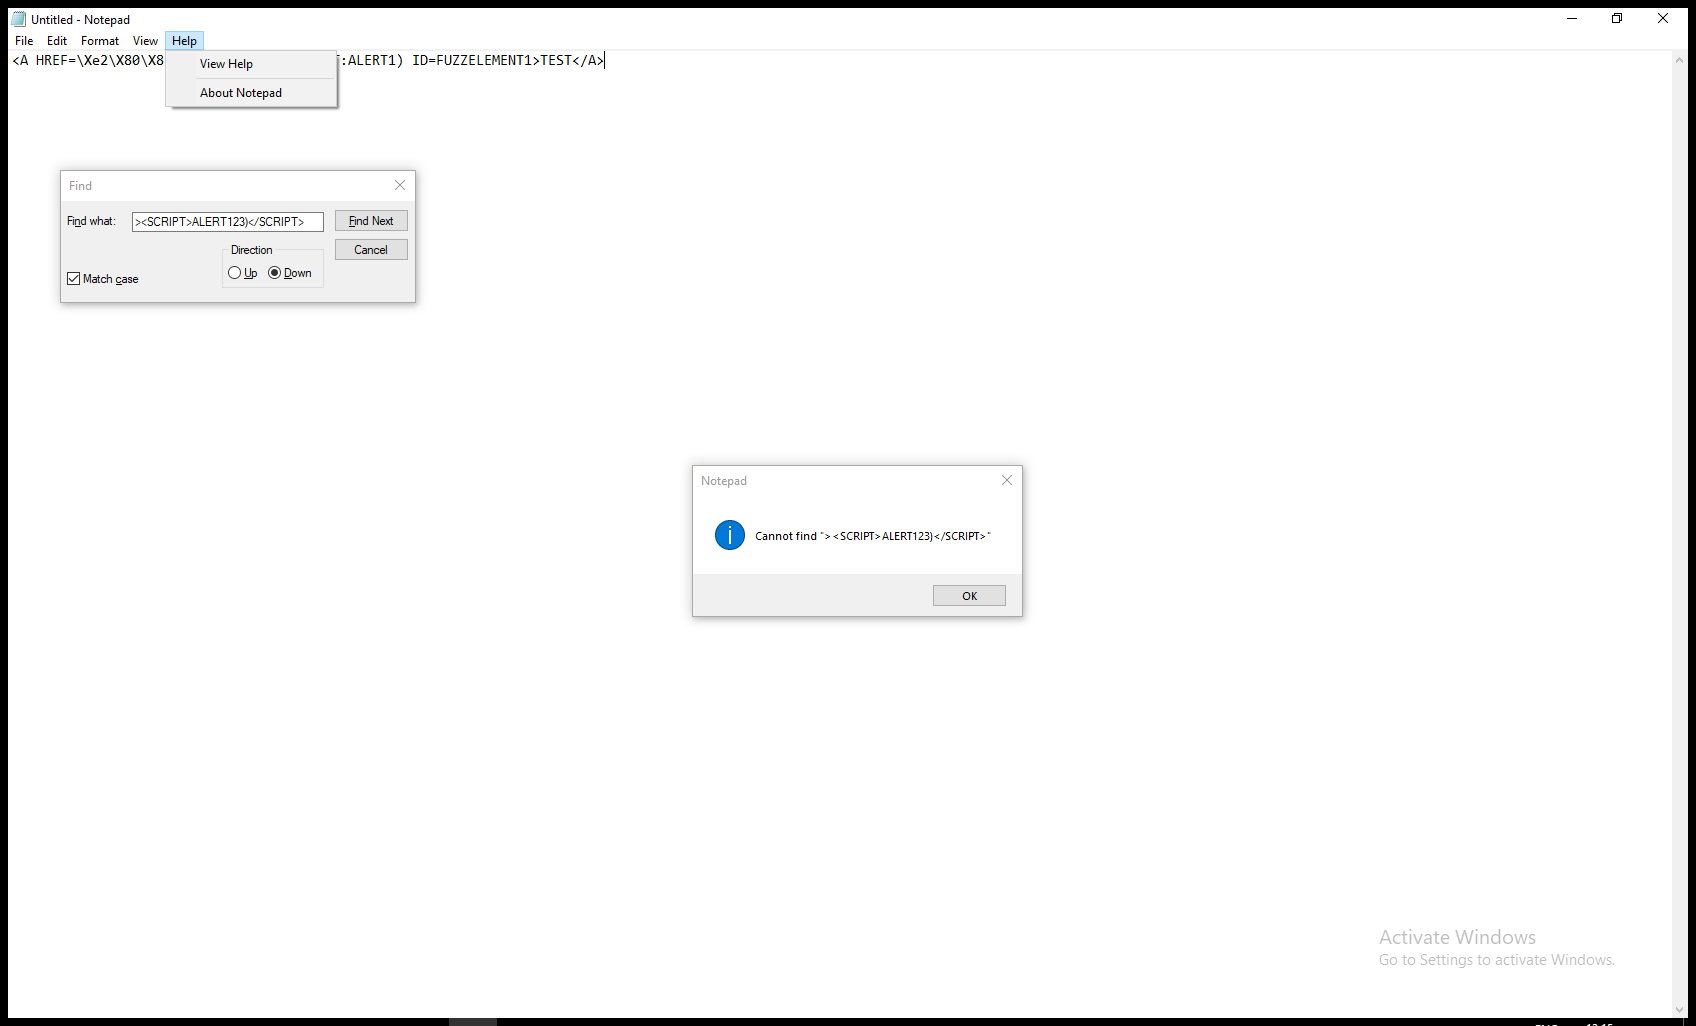 Untitled - Notepad
File Edit Format View Help
<A HREF=\Xe2\X80\X8 :ALERT1) ID=FUZZELEMENT1>TEST</A>
View Help
About Notepad
Find
Find what: ><SCRIPT>ALERT123)</SCRIPT> Find Next
Direction Cancel
Up Down
Match case
Notepad
Cannot find "><SCRIPT>ALERT123)</SCRIPT>"
OK
Activate Windows
Go to Settings to activate Windows.